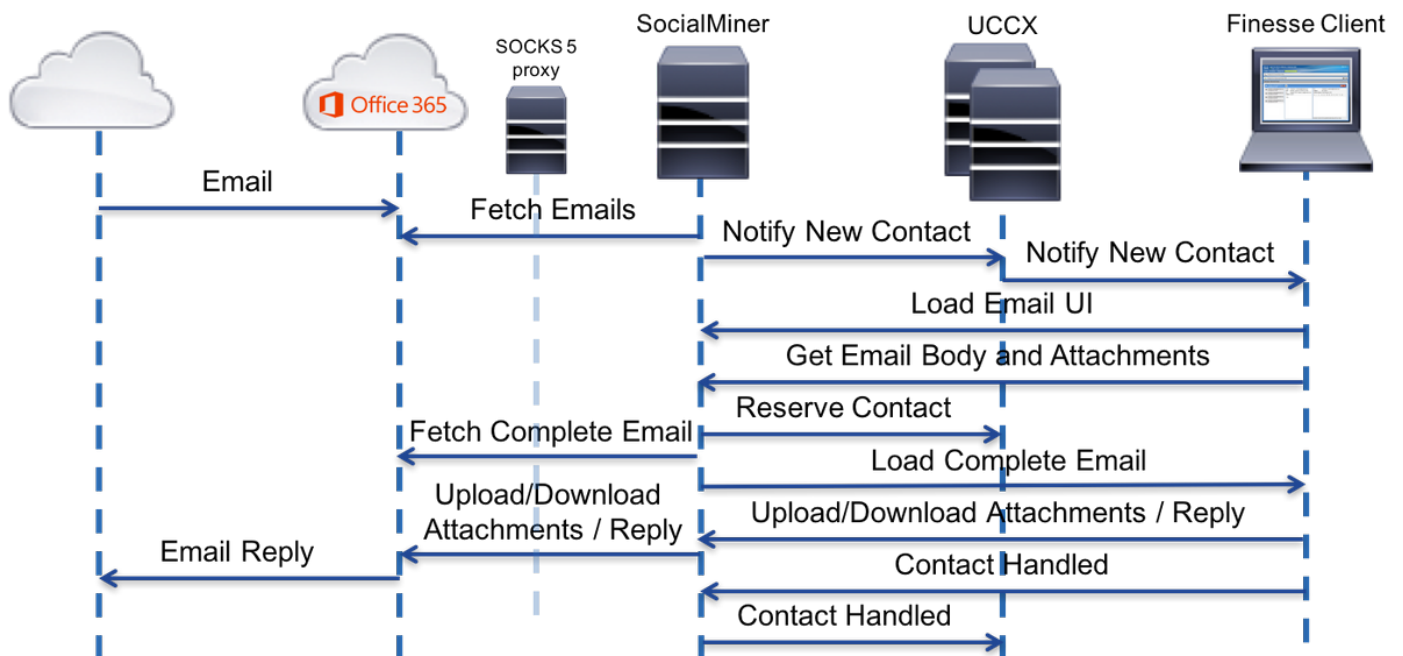 SocialMiner
UCCX
Finesse Client
SOCKS 5
proxy
Office 365
Email
Fetch Emails
Notify New Contact
Notify New Contact
Load Email UI
Get Email Body and Attachments
Reserve Contact
Fetch Complete Email
Load Complete Email
Upload/Download
Attachments / Reply
Upload/Download Attachments / Reply
Email Reply
Contact Handled
Contact Handled